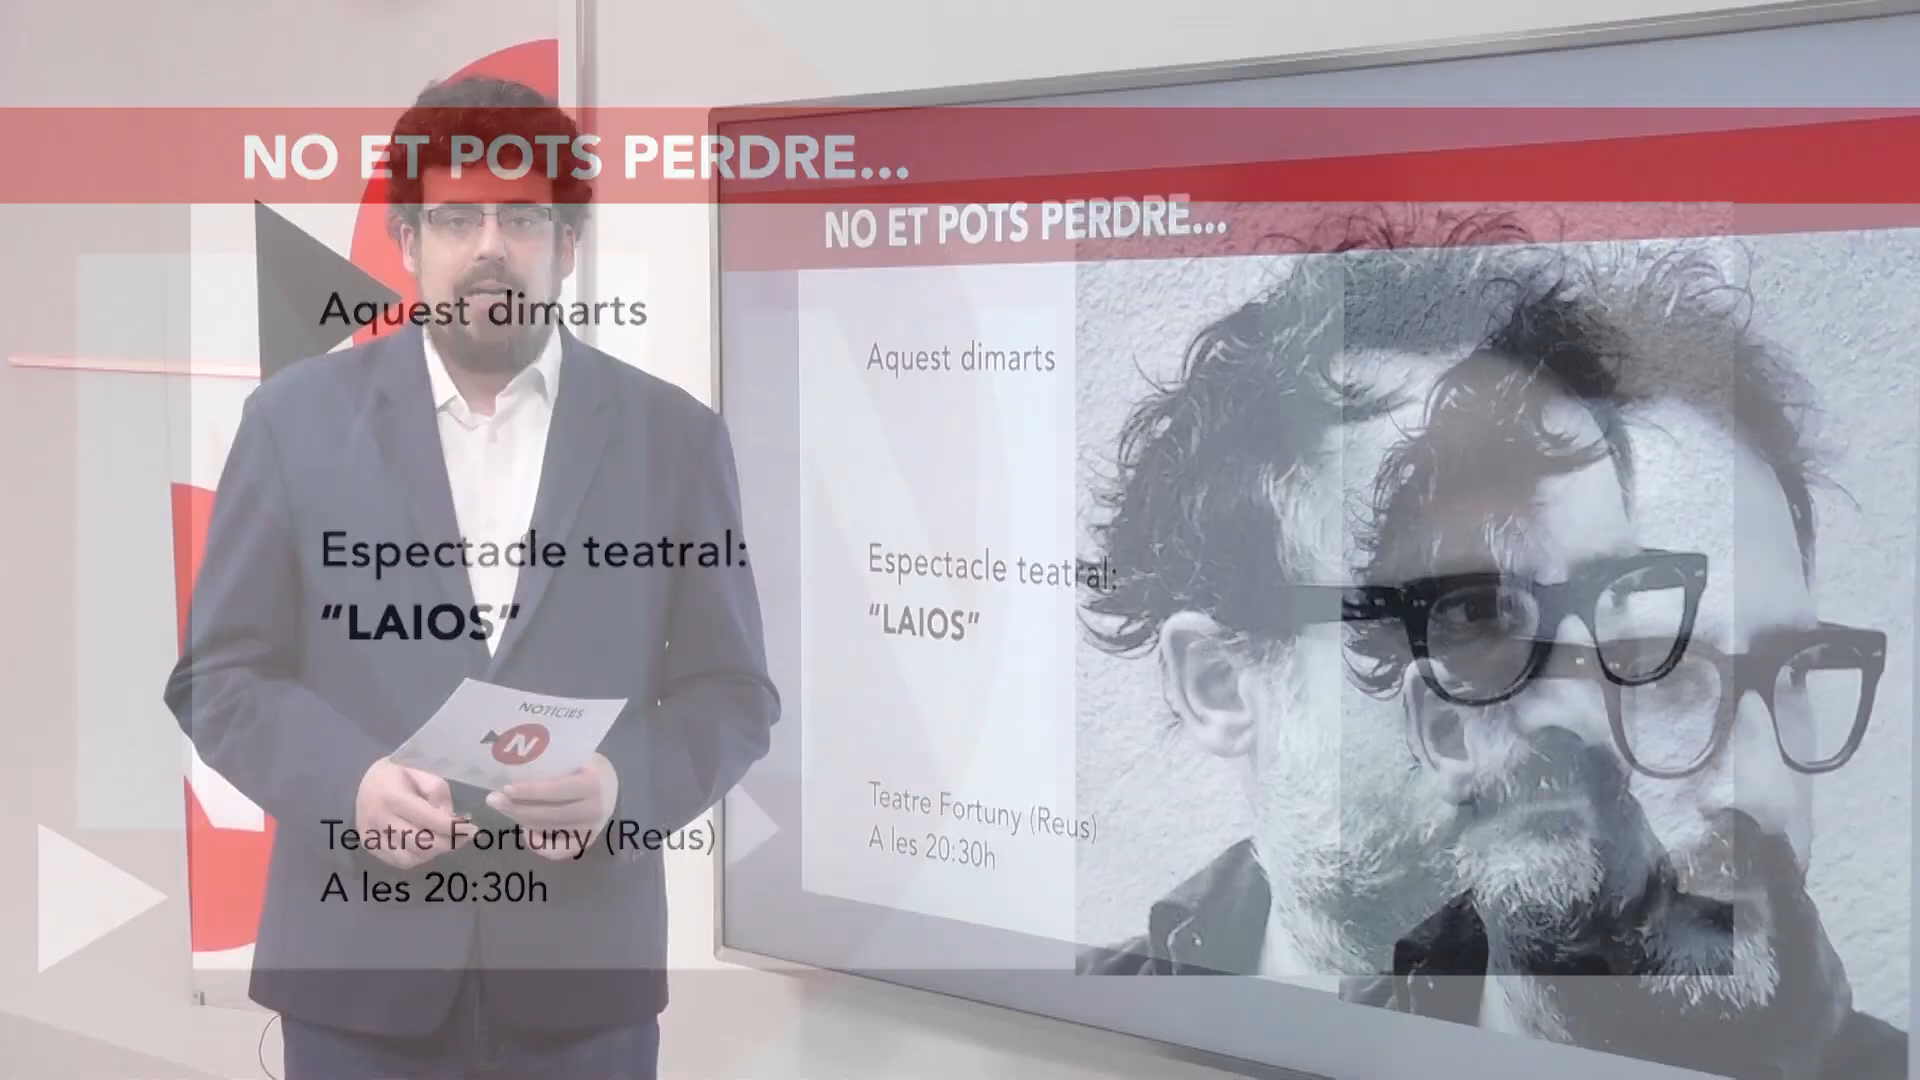 NO ET POTS PERDRE...
Aquest dimarts
Espectacle teatral:
“LAIOS”
Teatre Fortuny (Reus)
A les 20:30h
NO ET POTS PERDRE...
Aquest dimarts
Espectacle teatral:
“LAIOS”
Teatre Fortuny (Reus)
A les 20:30h
NOTÍCIES
N